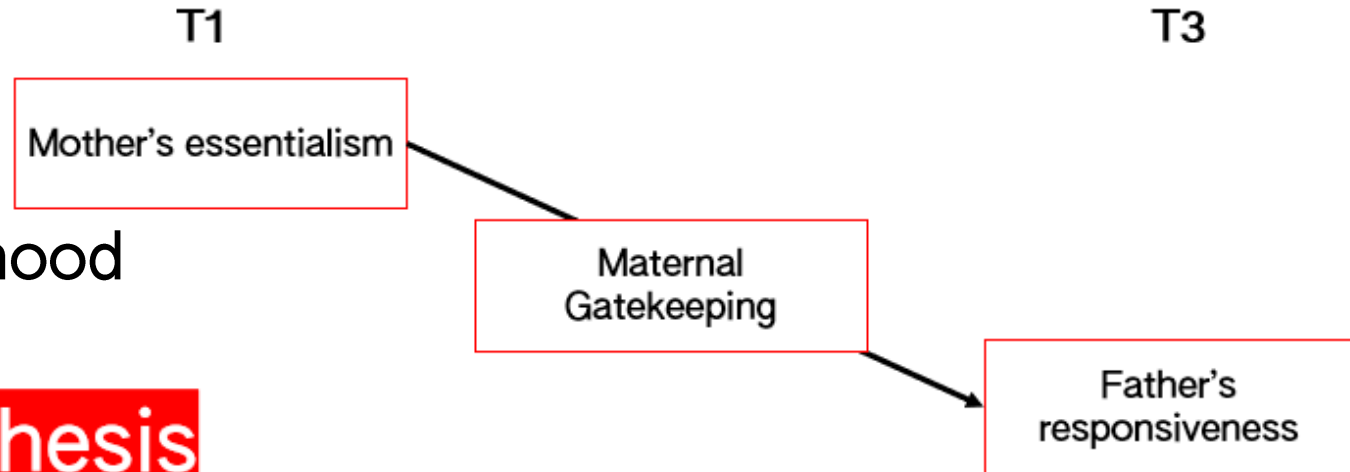 T1
T3
Mother's essentialism
hood
Maternal
Gatekeeping
Father's
responsiveness
hesis